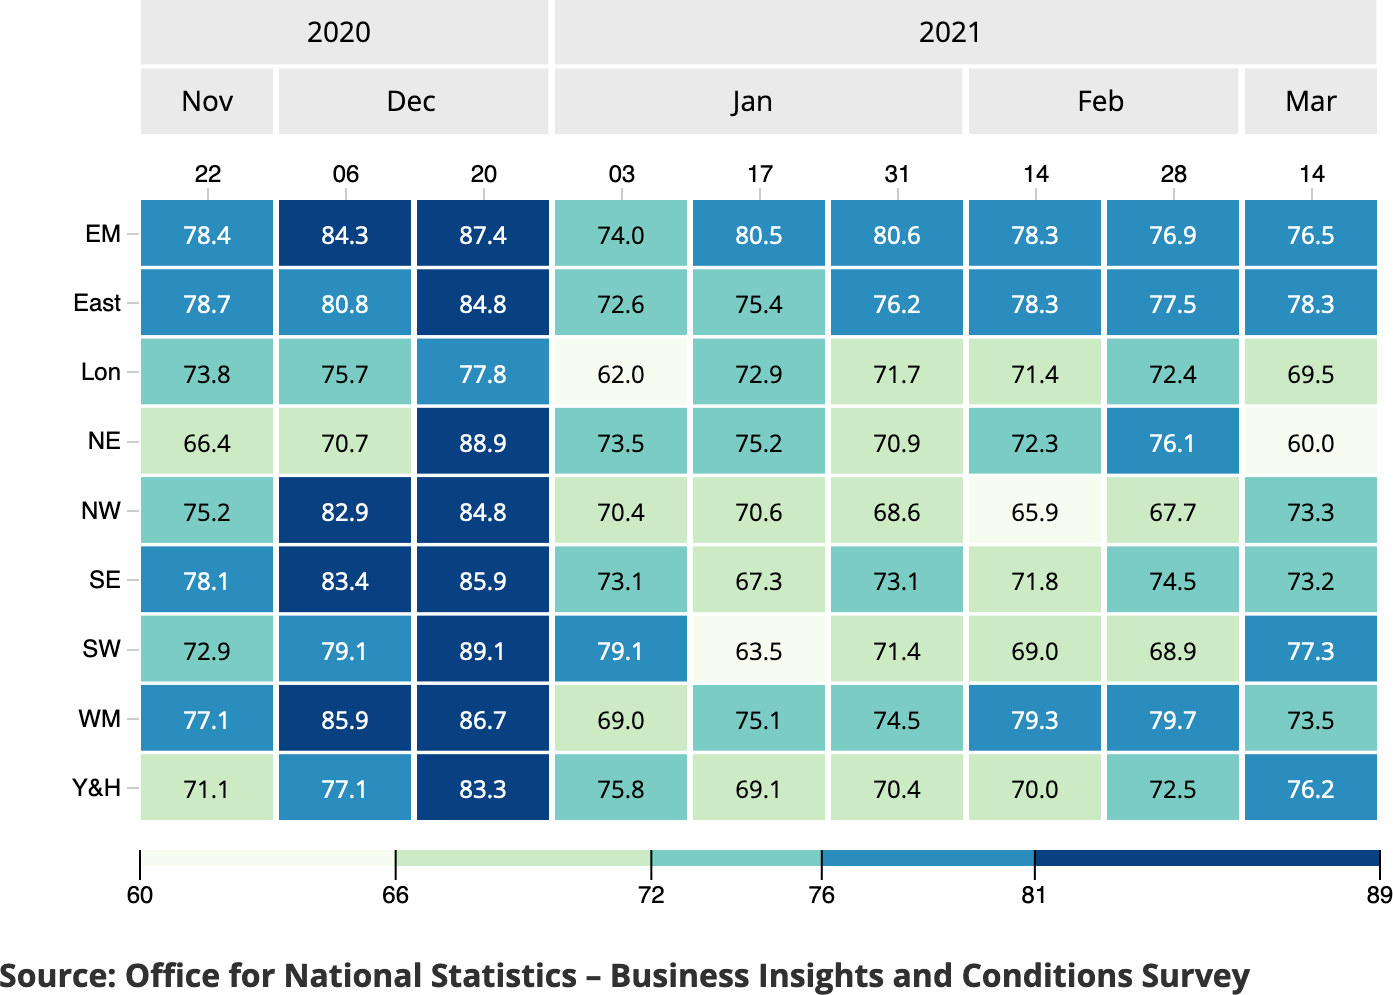 2020 2021
Nov Dec Jan Feb Mar
22 06 20 03 17 31 14 28 14
EM 78.4 84.3 87.4 74.0 80.5 80.6 78.3 76.9 76.5
East 78.7 80.8 84.8 72.6 75.4 76.2 78.3 77.5 78.3
Lon 73.8 75.7 77.8 62.0 72.9 71.7 71.4 72.4 69.5
NE 66.4 70.7 88.9 73.5 75.2 70.9 72.3 76.1 60.0
NW 75.2 82.9 84.8 70.4 70.6 68.6 65.9 67.7 73.3
SE 78.1 83.4 85.9 73.1 67.3 73.1 71.8 74.5 73.2
SW 72.9 79.1 89.1 79.1 63.5 71.4 69.0 68.9 77.3
WM 77.1 85.9 86.7 69.0 75.1 74.5 79.3 79.7 73.5
Y&H 71.1 77.1 83.3 75.8 69.1 70.4 70.0 72.5 76.2
60 66 72 76 81 89
Source: Office for National Statistics – Business Insights and Conditions Survey